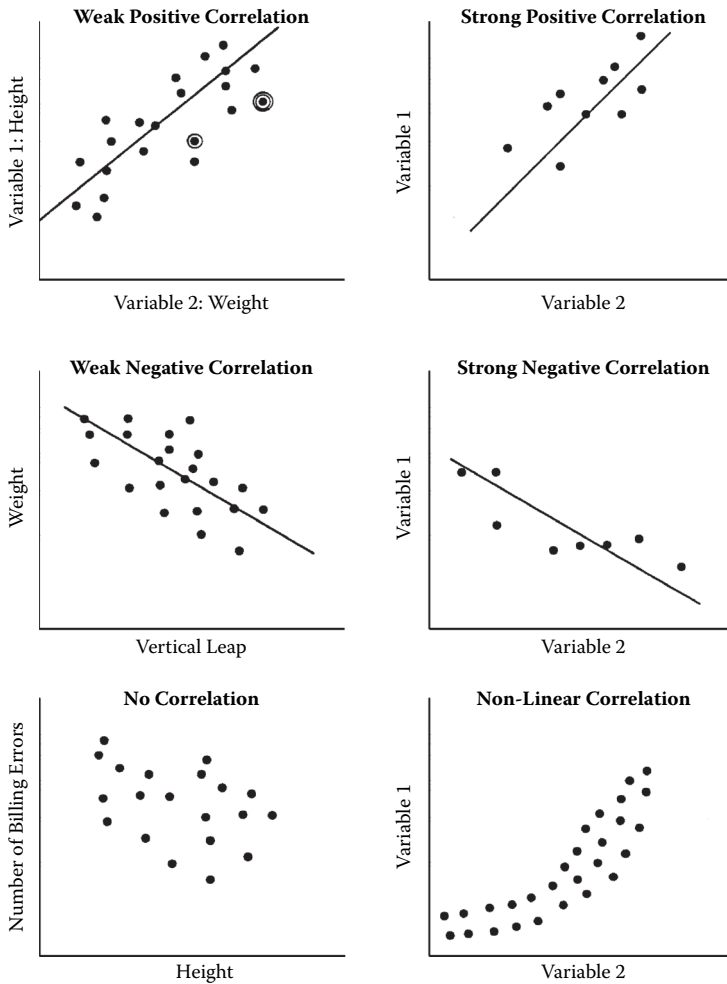 Weak Positive Correlation
Variable 1: Height
Variable 2: Weight
Strong Positive Correlation
Variable 1
Variable 2
Weak Negative Correlation
Weight
Vertical Leap
Strong Negative Correlation
Variable 1
Variable 2
No Correlation
Number of Billing Errors
Height
Non-Linear Correlation
Variable 1
Variable 2